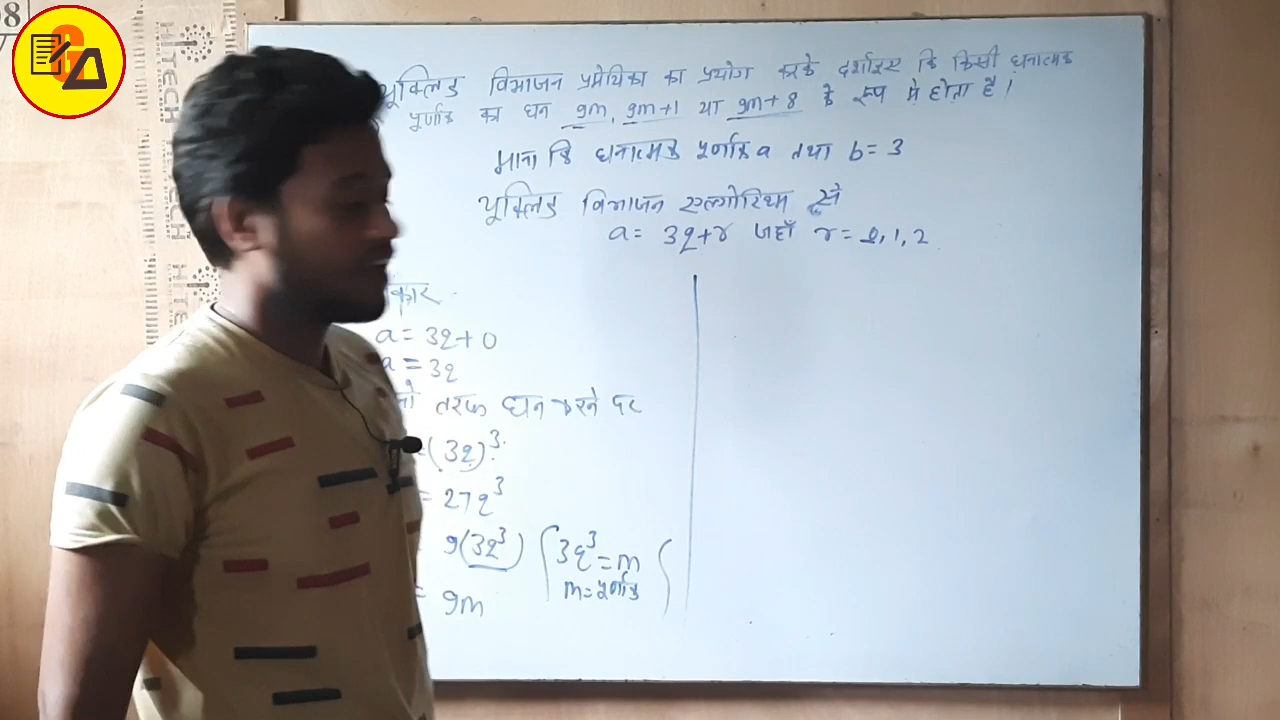 यूक्लिड विभाजन प्रमेयिका का प्रयोग करके दर्शाइए कि किसी धनात्मक
पूर्णांक का घन 9m, 9m+1 या 9m+8 के रूप मे होता है।
माना कि धनात्मक पूर्णांक a तथा b = 3
यूक्लिड विभाजन एल्गोरिथ्म से
a = 3q+r जहाँ r = 0, 1, 2
a = 3q + 0
a = 3q
तरफ घन करने पर
(3q)³
= 27q³
9(3q³) { 3q³ = m
m = पूर्णांक }
= 9m
HITECH
HITECH